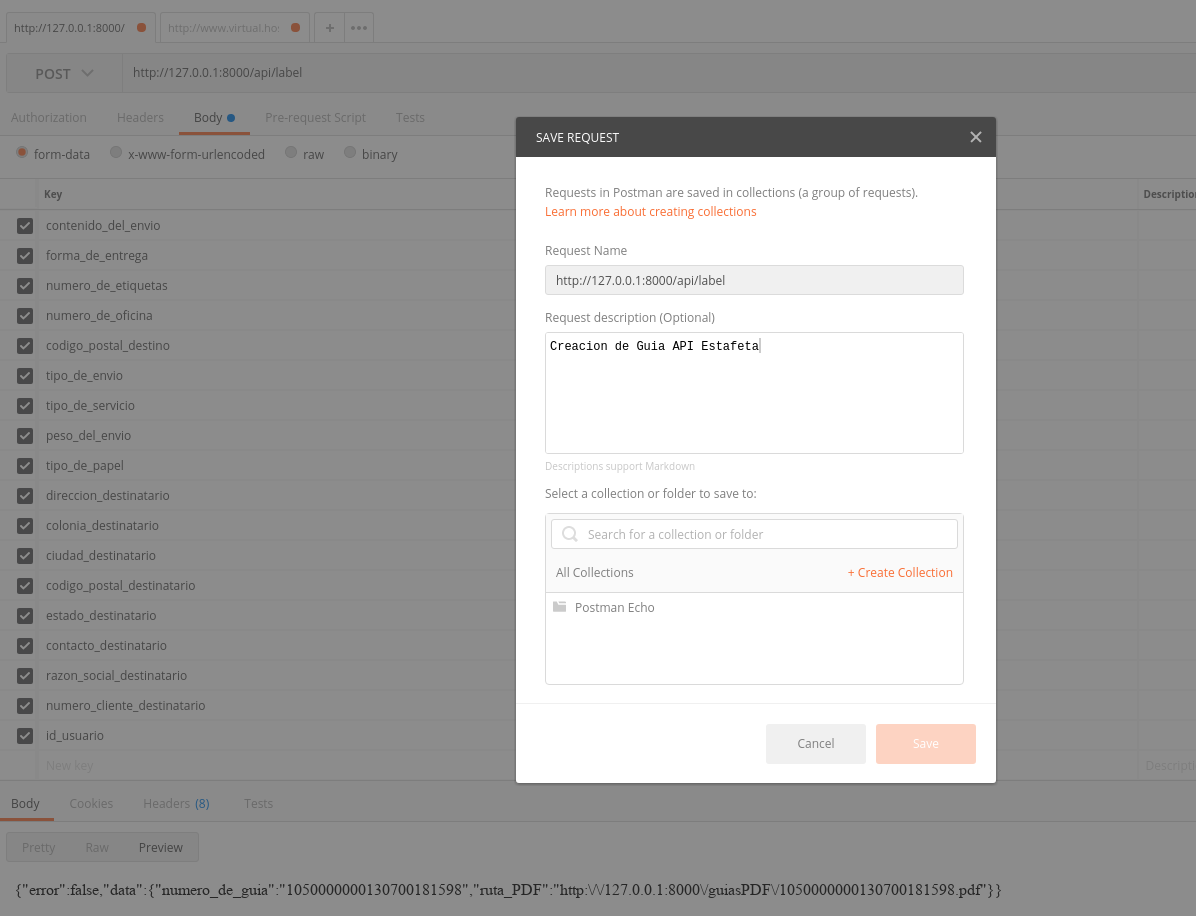 http://127.0.0.1:8000/
http://www.virtual.ho:
POST
http://127.0.0.1:8000/api/label
Authorization
Headers
Body
Pre-request Script
Tests
form-data
x-www-form-urlencoded
raw
binary
Key
Description
contenido_del_envio
forma_de_entrega
numero_de_etiquetas
numero_de_oficina
codigo_postal_destino
tipo_de_envio
tipo_de_servicio
peso_del_envio
tipo_de_papel
direccion_destinatario
colonia_destinatario
ciudad_destinatario
codigo_postal_destinatario
estado_destinatario
contacto_destinatario
razon_social_destinatario
numero_cliente_destinatario
id_usuario
New key
Descripti
SAVE REQUEST
Requests in Postman are saved in collections (a group of requests).
Learn more about creating collections
Request Name
http://127.0.0.1:8000/api/label
Request description (Optional)
Creacion de Guia API Estafeta
Descriptions support Markdown
Select a collection or folder to save to:
Search for a collection or folder
All Collections
+ Create Collection
Postman Echo
Cancel
Save
Body
Cookies
Headers (8)
Tests
Pretty
Raw
Preview
{"error":false,"data":{"numero_de_guia":"1050000000130700181598","ruta_PDF":"http:\/\/127.0.0.1:8000\/guiasPDF\/1050000000130700181598.pdf"}}